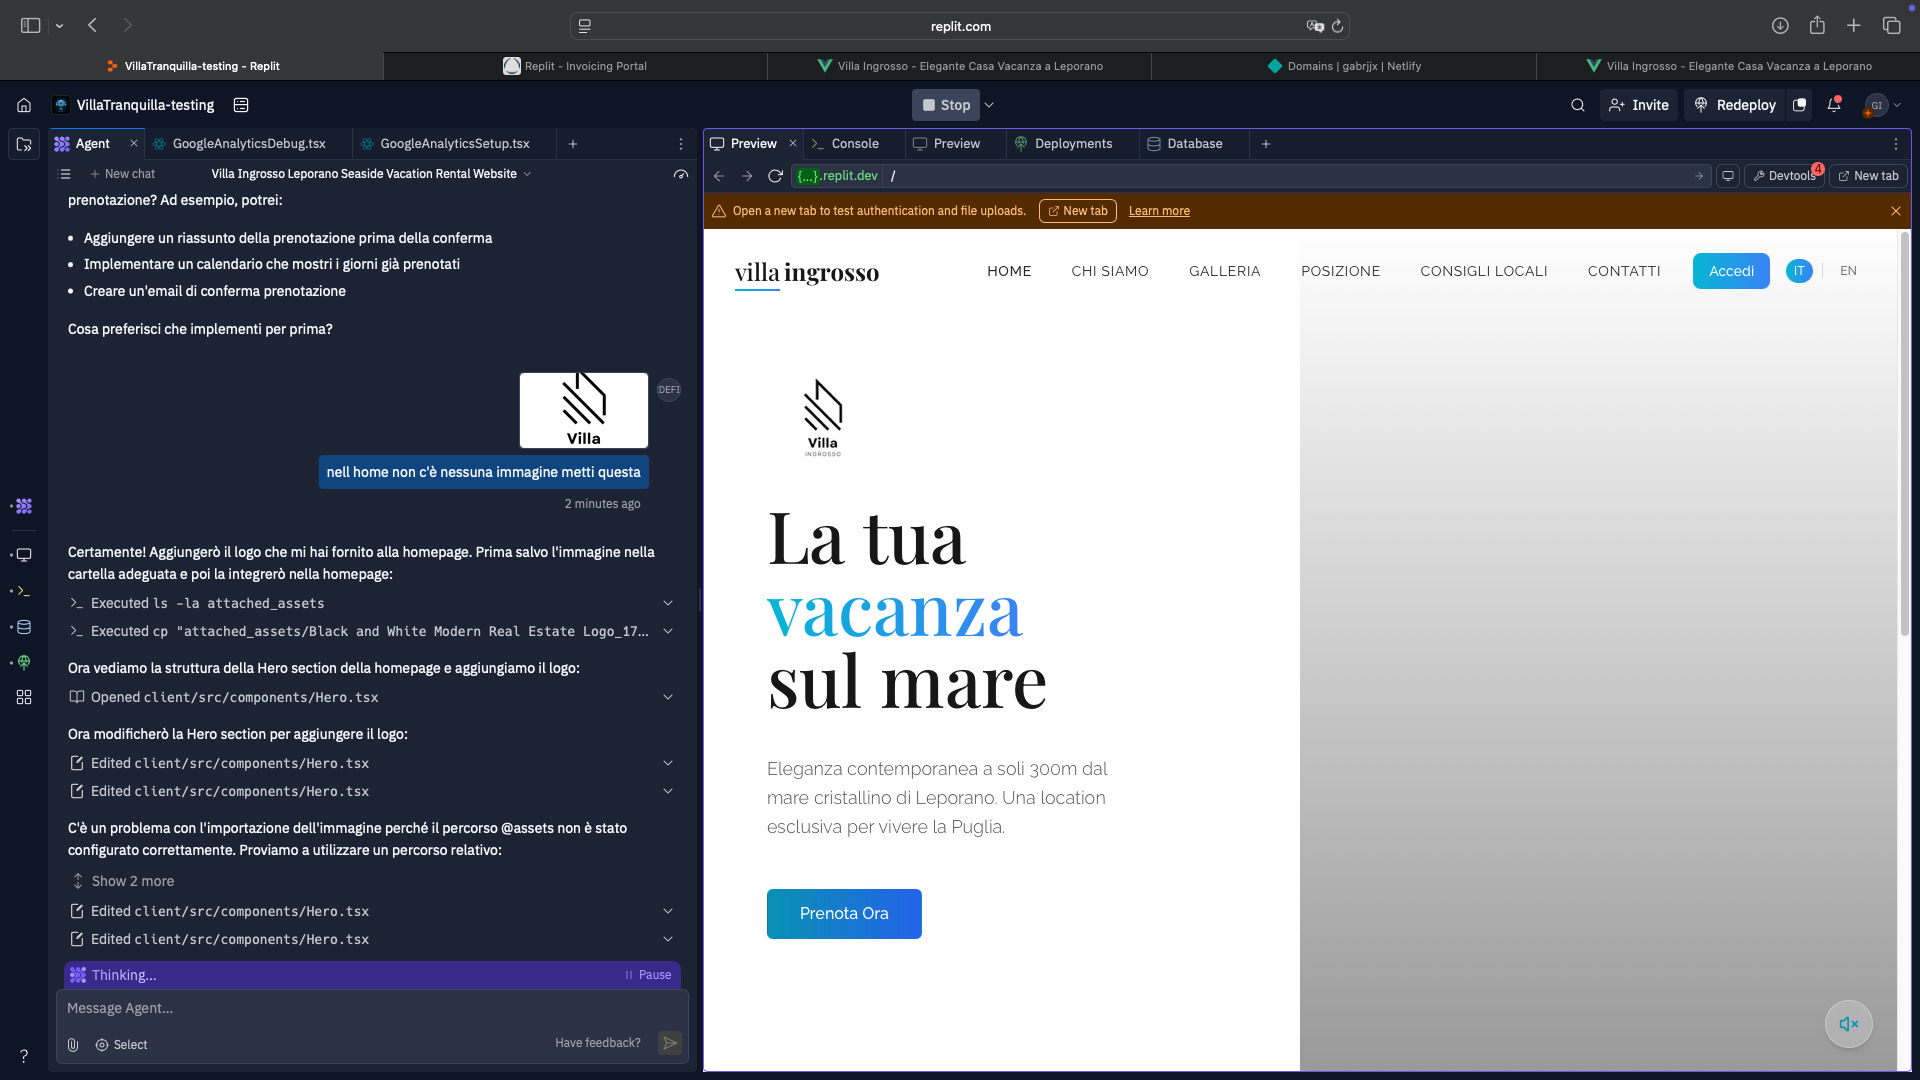 replit.com
VillaTranquilla-testing - Replit
Replit - Invoicing Portal
Villa Ingrosso - Elegante Casa Vacanza a Leporano
Domains | gabrjjx | Netlify
Villa Ingrosso - Elegante Casa Vacanza a Leporano
VillaTranquilla-testing
Stop
Invite
Redeploy
GI
Agent
GoogleAnalyticsDebug.tsx
GoogleAnalyticsSetup.tsx
New chat
Villa Ingrosso Leporano Seaside Vacation Rental Website
prenotazione? Ad esempio, potrei:
• Aggiungere un riassunto della prenotazione prima della conferma
• Implementare un calendario che mostri i giorni già prenotati
• Creare un'email di conferma prenotazione
Cosa preferisci che implementi per prima?
Villa
DEFI
nell home non c'è nessuna immagine metti questa
2 minutes ago
Certamente! Aggiungerò il logo che mi hai fornito alla homepage. Prima salvo l'immagine nella
cartella adeguata e poi la integrerò nella homepage:
Executed ls -la attached_assets
Executed cp "attached_assets/Black and White Modern Real Estate Logo_17...
Ora vediamo la struttura della Hero section della homepage e aggiungiamo il logo:
Opened client/src/components/Hero.tsx
Ora modificherò la Hero section per aggiungere il logo:
Edited client/src/components/Hero.tsx
Edited client/src/components/Hero.tsx
C'è un problema con l'importazione dell'immagine perché il percorso @assets non è stato
configurato correttamente. Proviamo a utilizzare un percorso relativo:
Show 2 more
Edited client/src/components/Hero.tsx
Edited client/src/components/Hero.tsx
Thinking...
Pause
Message Agent...
Select
Have feedback?
?
Preview
Console
Preview
Deployments
Database
{...}.replit.dev
/
Devtools
4
New tab
Open a new tab to test authentication and file uploads.
New tab
Learn more
villa ingrosso
HOME
CHI SIAMO
GALLERIA
POSIZIONE
CONSIGLI LOCALI
CONTATTI
Accedi
IT
EN
Villa
INGROSSO
La tua
vacanza
sul mare
Eleganza contemporanea a soli 300m dal
mare cristallino di Leporano. Una location
esclusiva per vivere la Puglia.
Prenota Ora